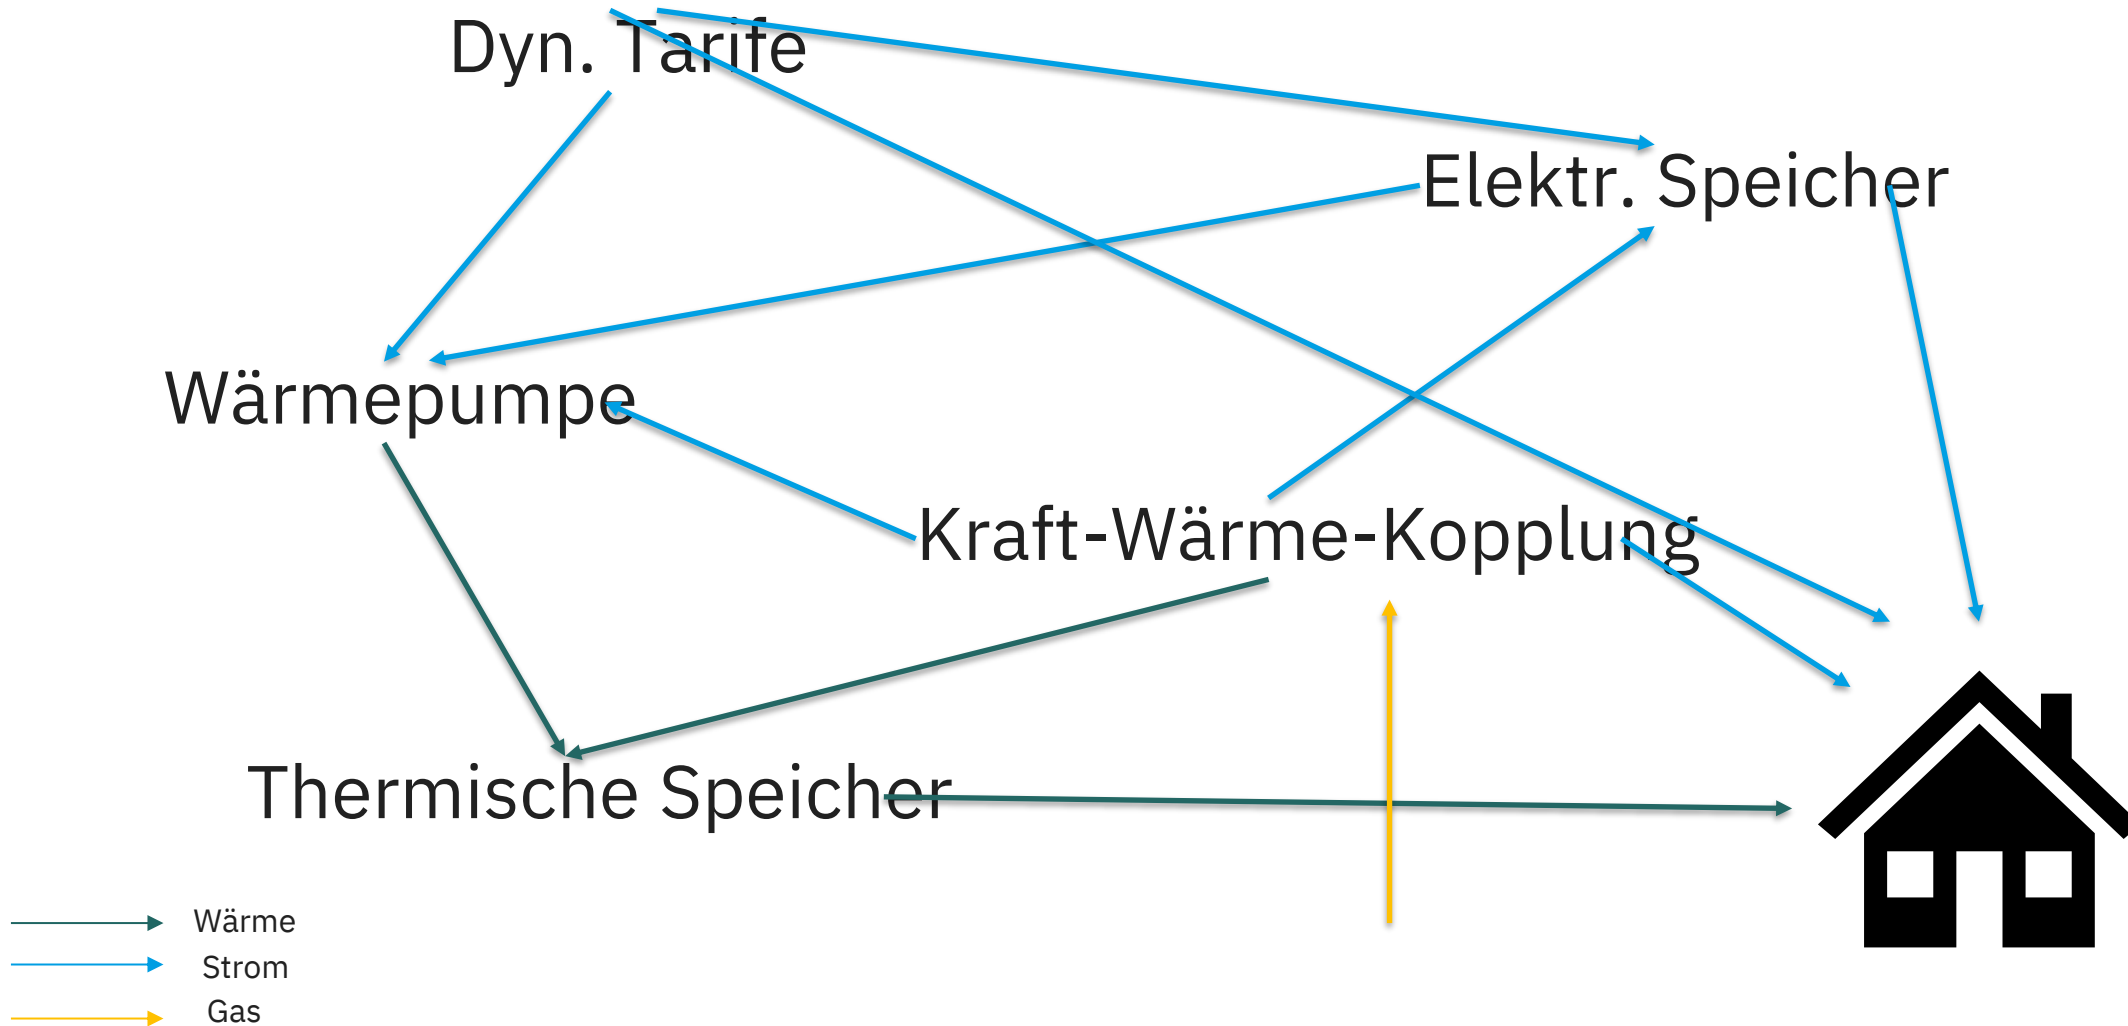 Dyn. Tarife
Elektr. Speicher
Wärmepumpe
Kraft-Wärme-Kopplung
Thermische Speicher
Wärme
Strom
Gas